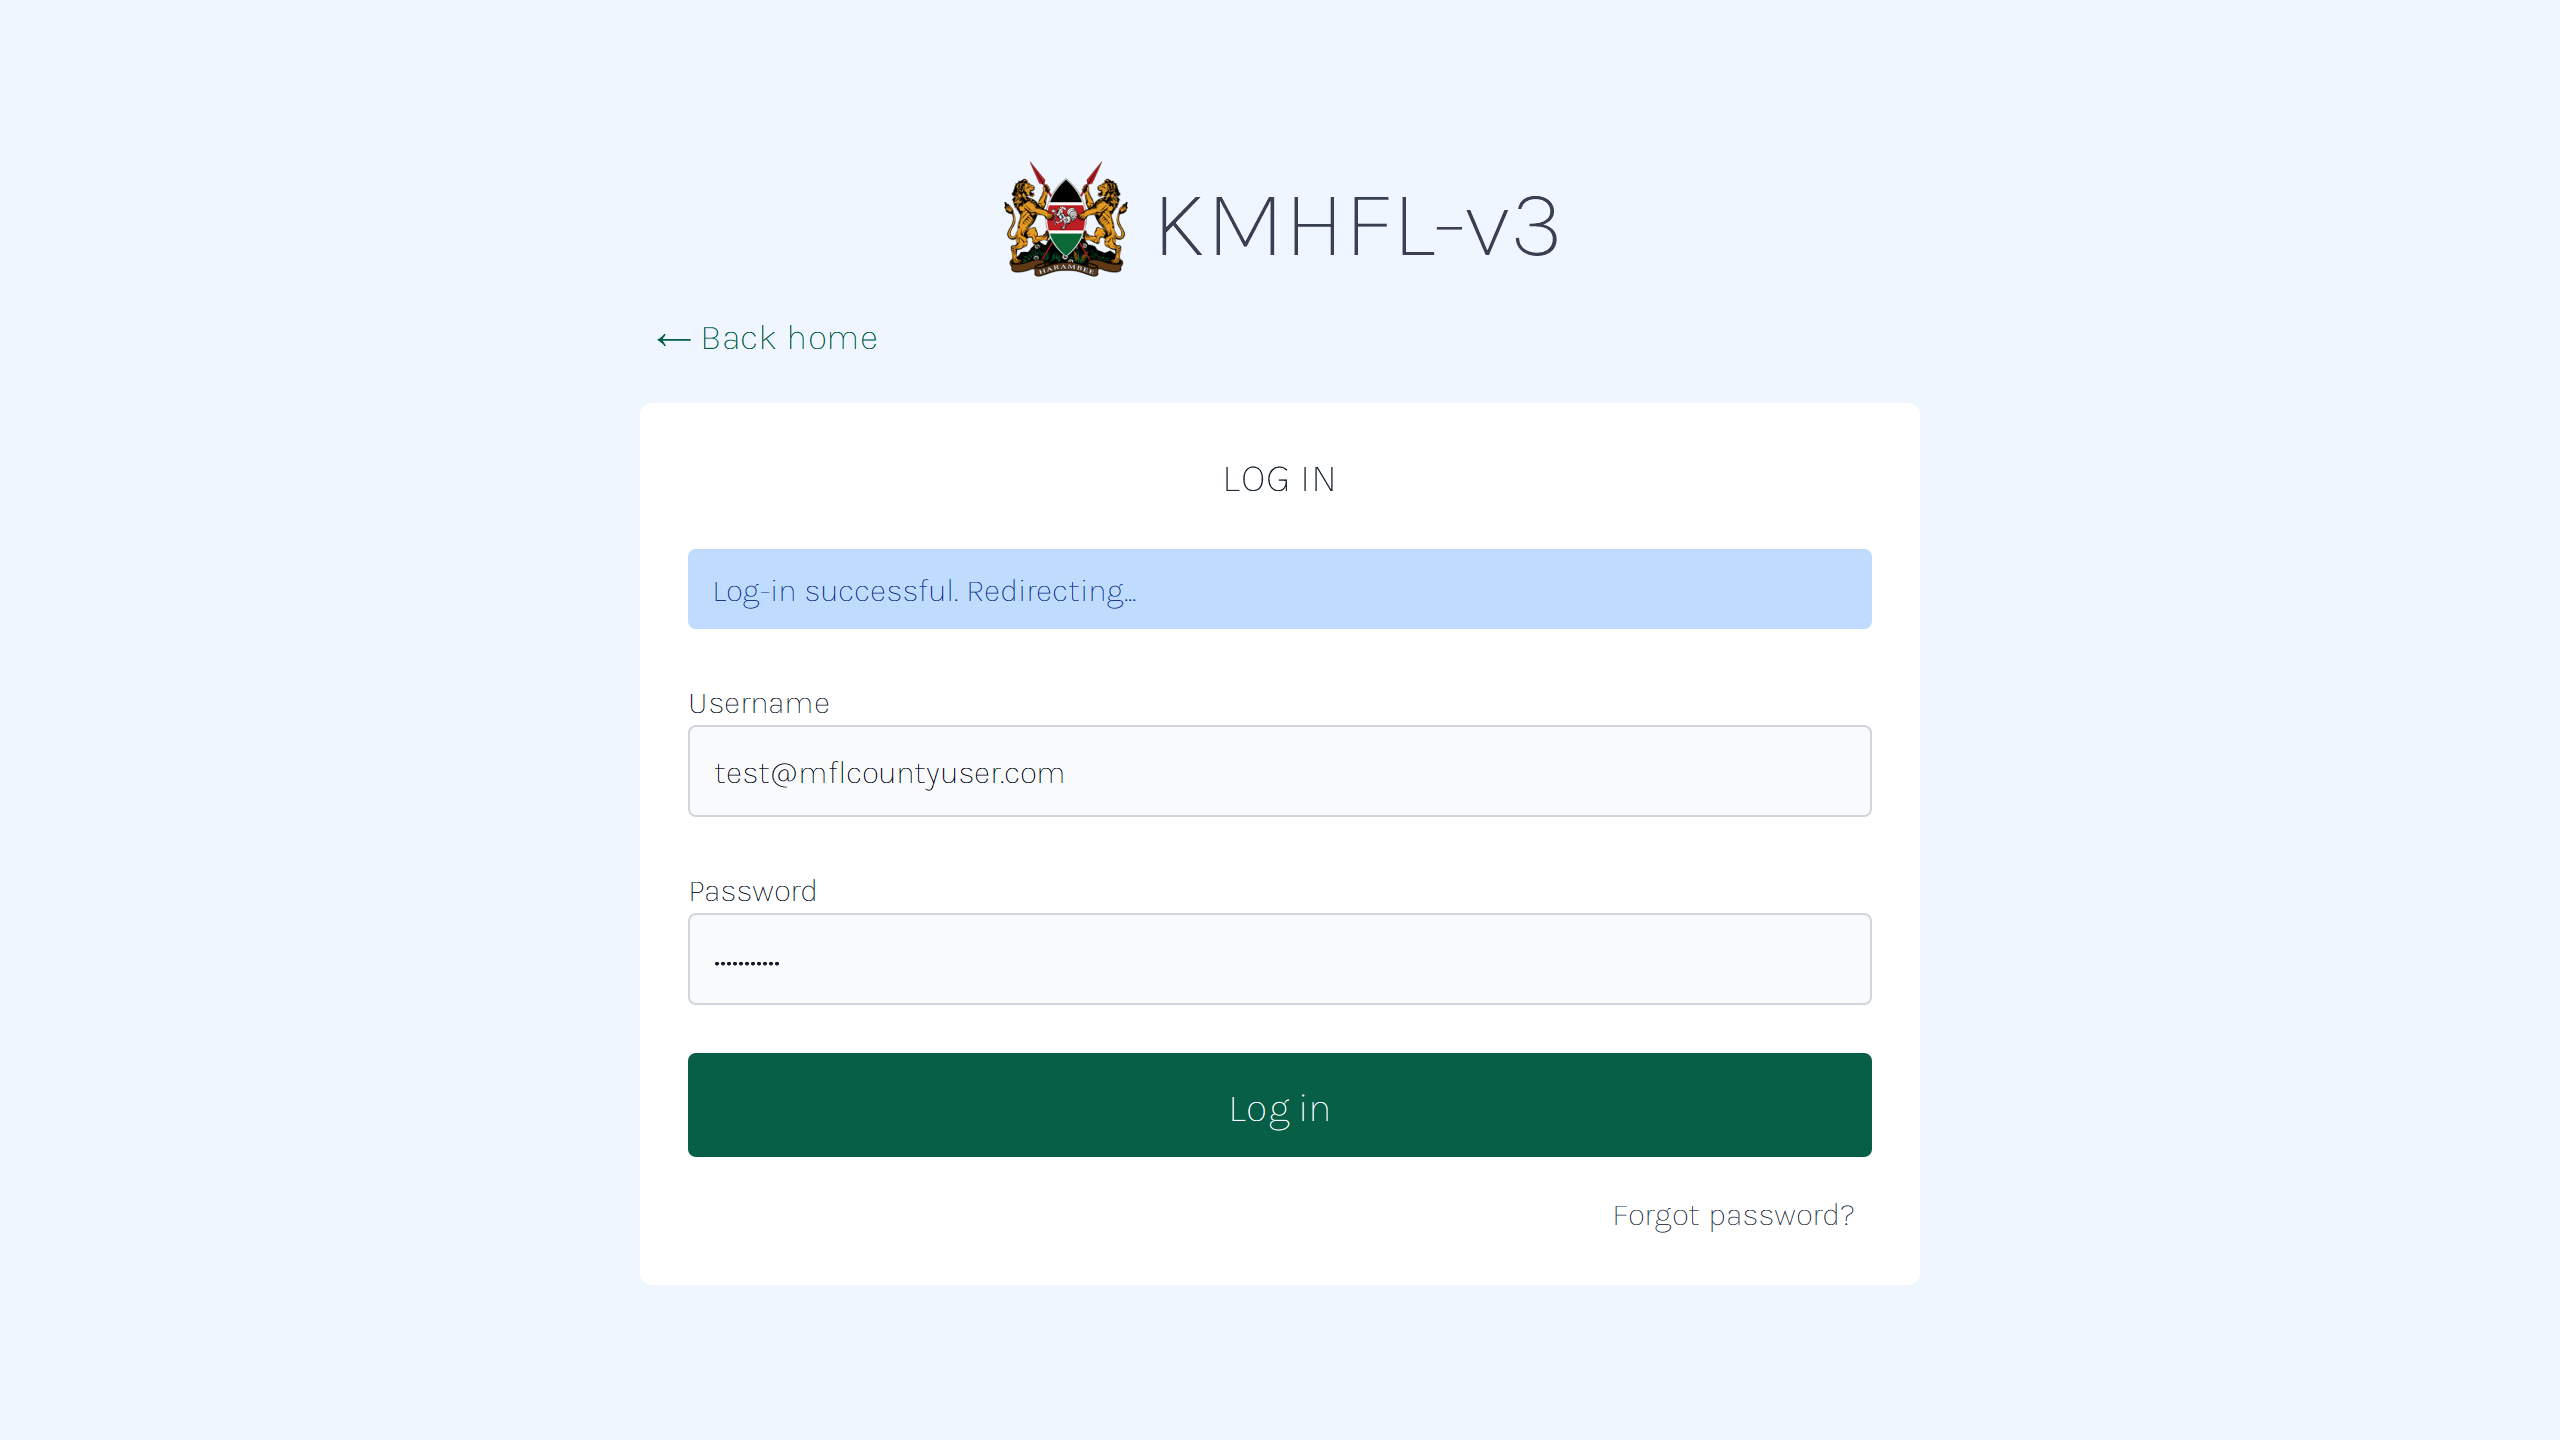 HARAMBEE
KMHFL-v3
← Back home
LOG IN
Log-in successful. Redirecting...
Username
test@mflcountyuser.com
Password
•••••••••••
Log in
Forgot password?